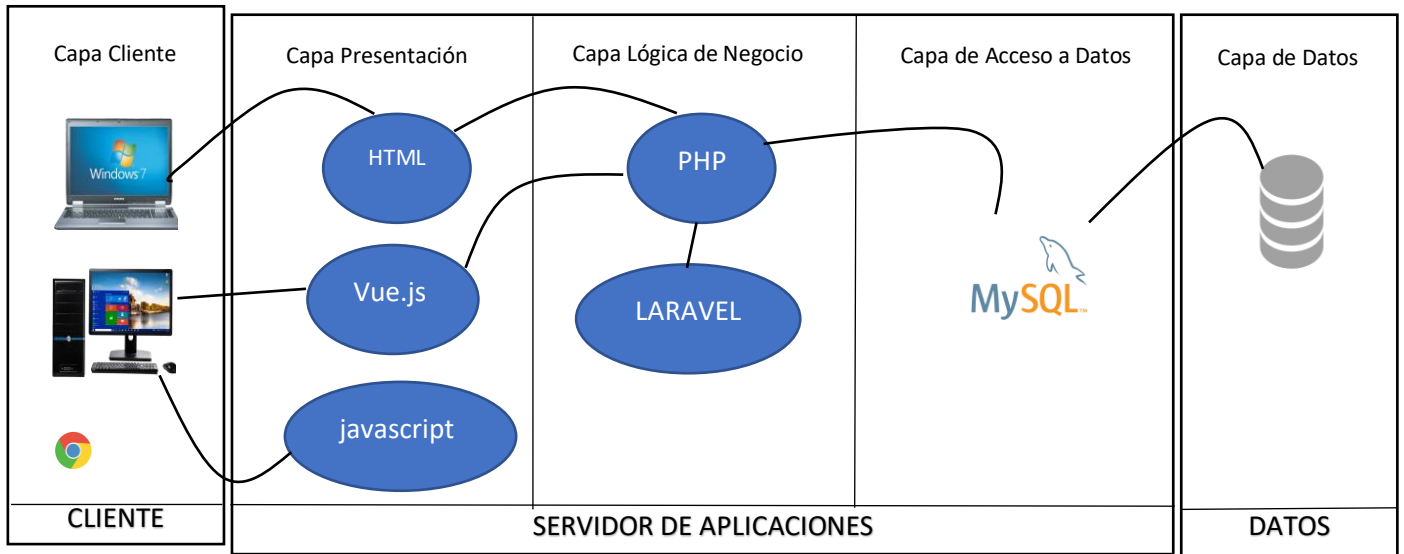 Capa Cliente
Capa Presentación
Capa Lógica de Negocio
Capa de Acceso a Datos
Capa de Datos
Windows 7
HTML
PHP
Vue.js
LARAVEL
MySQL™
javascript
CLIENTE
SERVIDOR DE APLICACIONES
DATOS